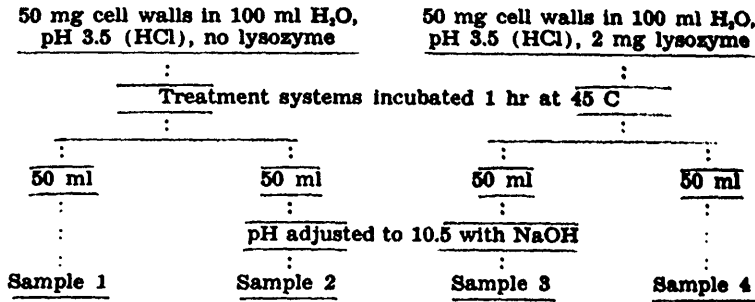 50 mg cell walls in 100 ml H₂O,
pH 3.5 (HCl), no lysozyme
50 mg cell walls in 100 ml H₂O,
pH 3.5 (HCl), 2 mg lysozyme
Treatment systems incubated 1 hr at 45 C
50 ml 50 ml 50 ml 50 ml
pH adjusted to 10.5 with NaOH
Sample 1 Sample 2 Sample 3 Sample 4